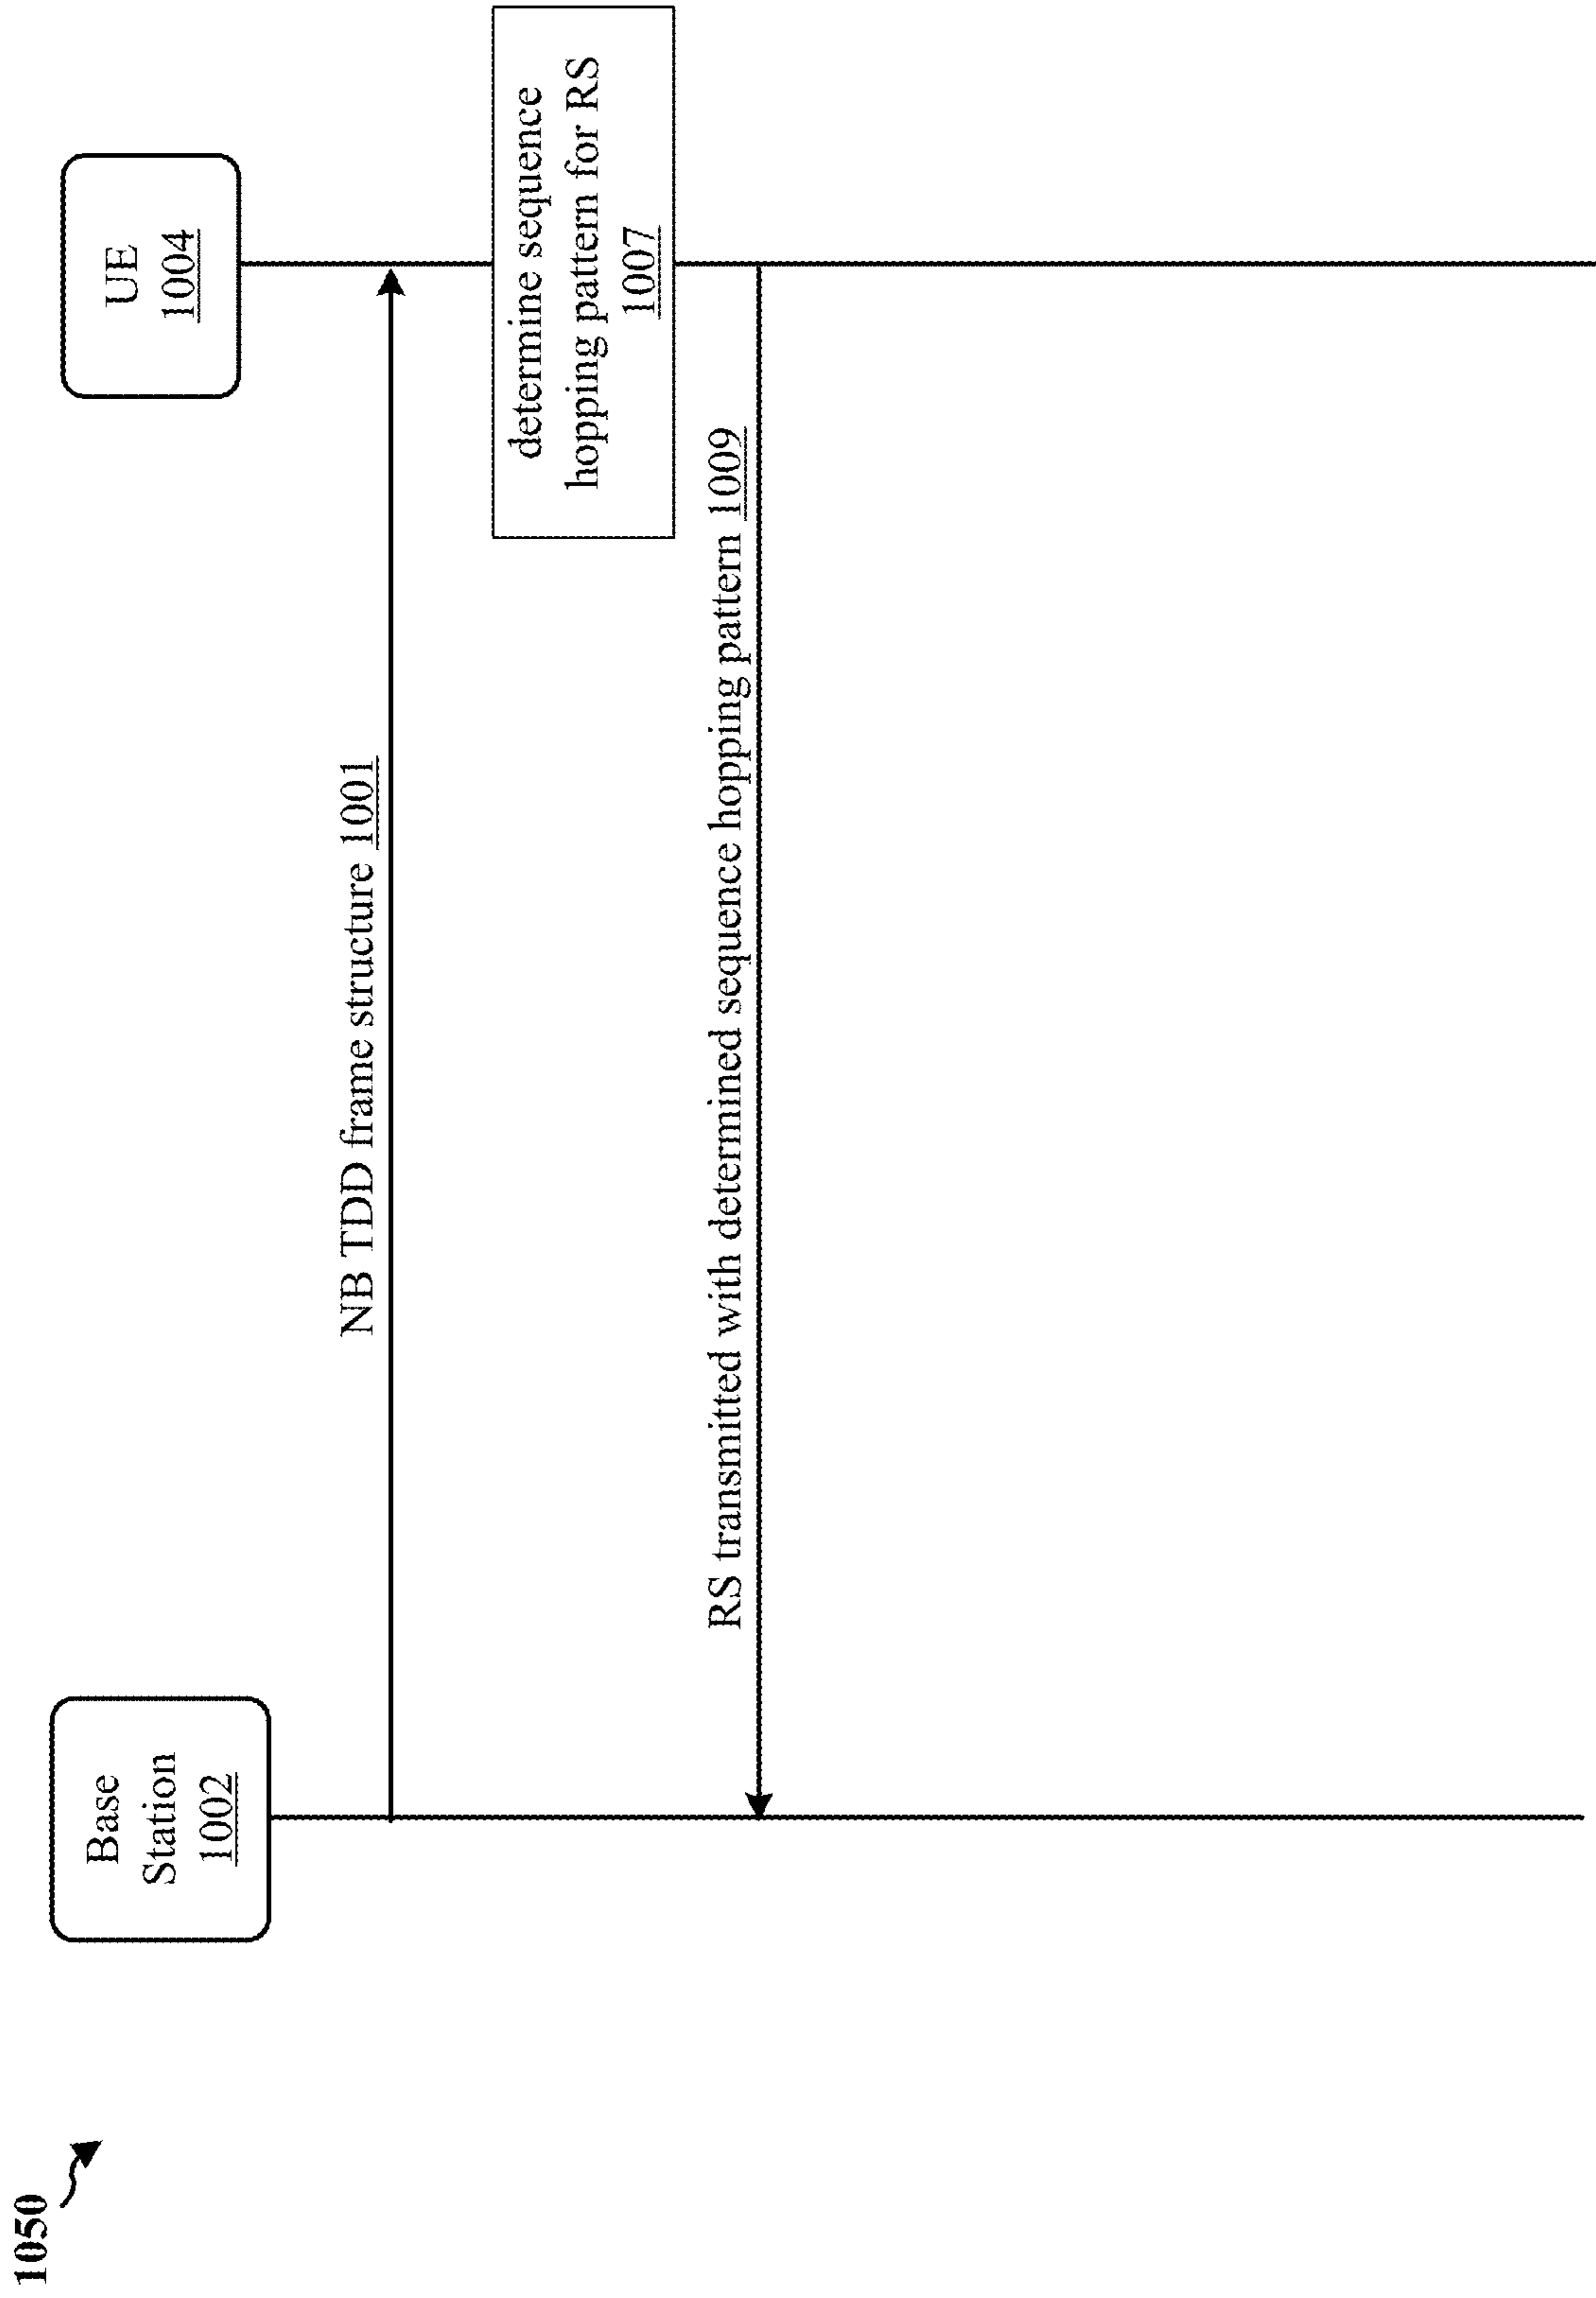 1050
Base
Station
1002
UE
1004
NB TDD frame structure 1001
determine sequence
hopping pattern for RS
1007
RS transmitted with determined sequence hopping pattern 1009